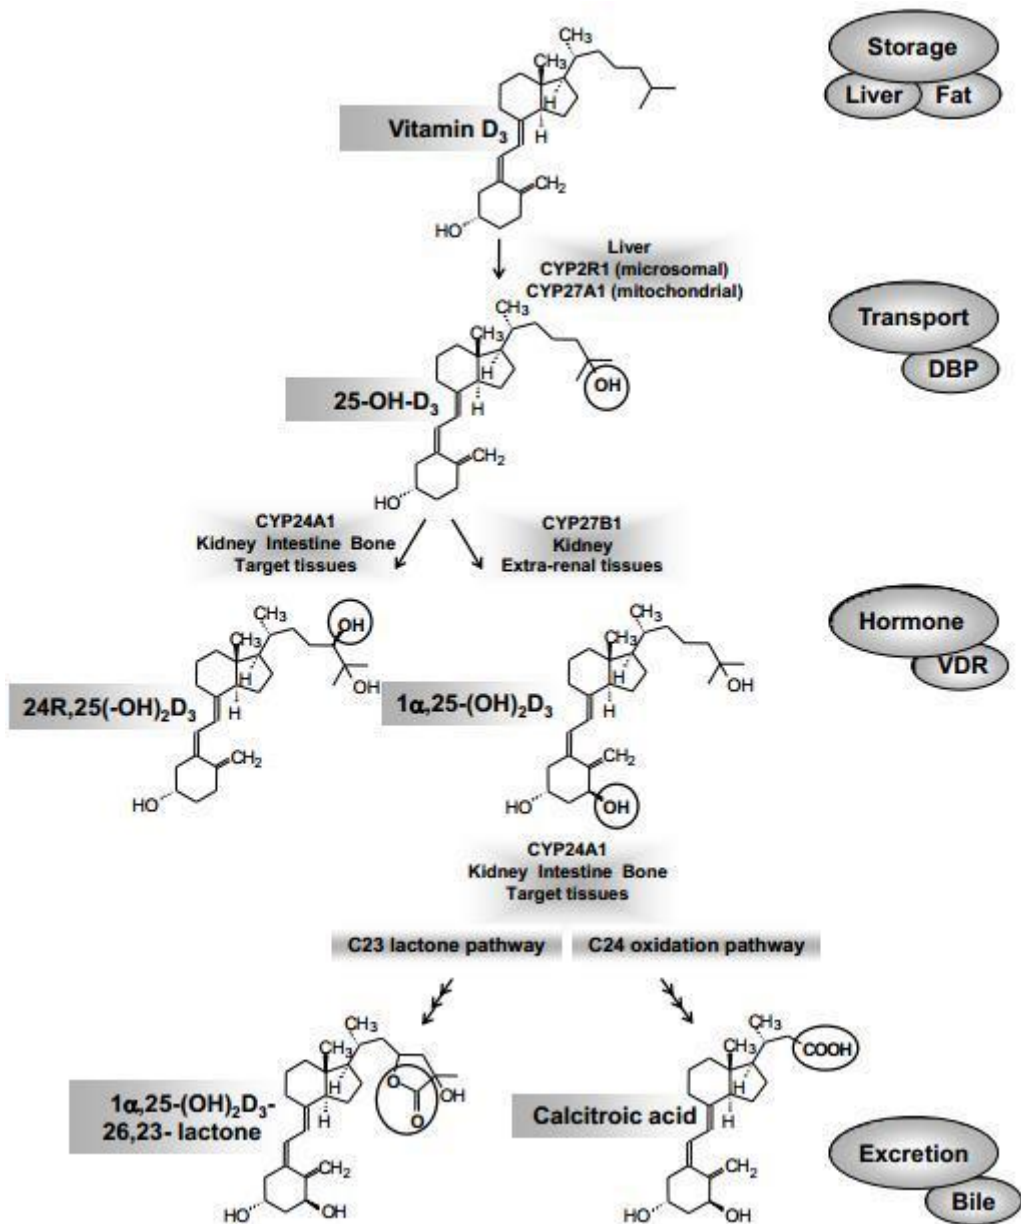 CH₃
CH₃
H
H
Vitamin D₃
CH₂
HO
Storage
Liver
Fat
Liver
CYP2R1 (microsomal)
CYP27A1 (mitochondrial)
CH₃
CH₃
H
H
OH
25-OH-D₃
CH₂
HO
Transport
DBP
CYP24A1
Kidney Intestine Bone
Target tissues
CYP27B1
Kidney
Extra-renal tissues
CH₃
CH₃
OH
H
H
OH
24R,25(-OH)₂D₃
CH₂
HO
CH₃
CH₃
H
H
OH
1α,25-(OH)₂D₃
CH₂
HO
OH
Hormone
VDR
CYP24A1
Kidney Intestine Bone
Target tissues
C23 lactone pathway
C24 oxidation pathway
CH₃
CH₃
H
H
O
O
OH
1α,25-(OH)₂D₃-
26,23- lactone
CH₂
HO
OH
CH₃
CH₃
COOH
H
H
Calcitroic acid
CH₂
HO
OH
Excretion
Bile